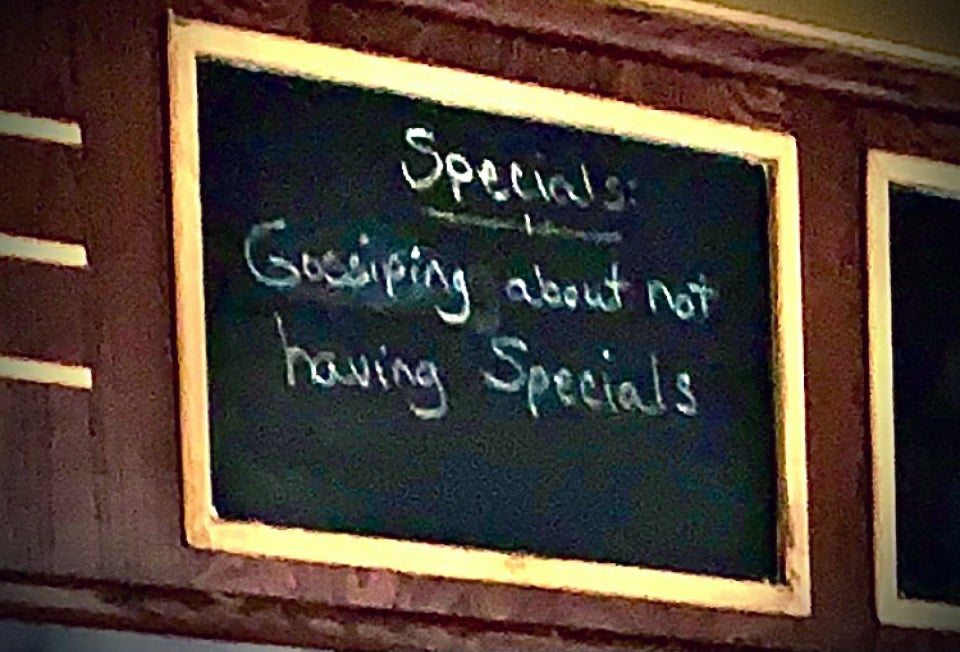 Specials:
Gossiping about not
having Specials